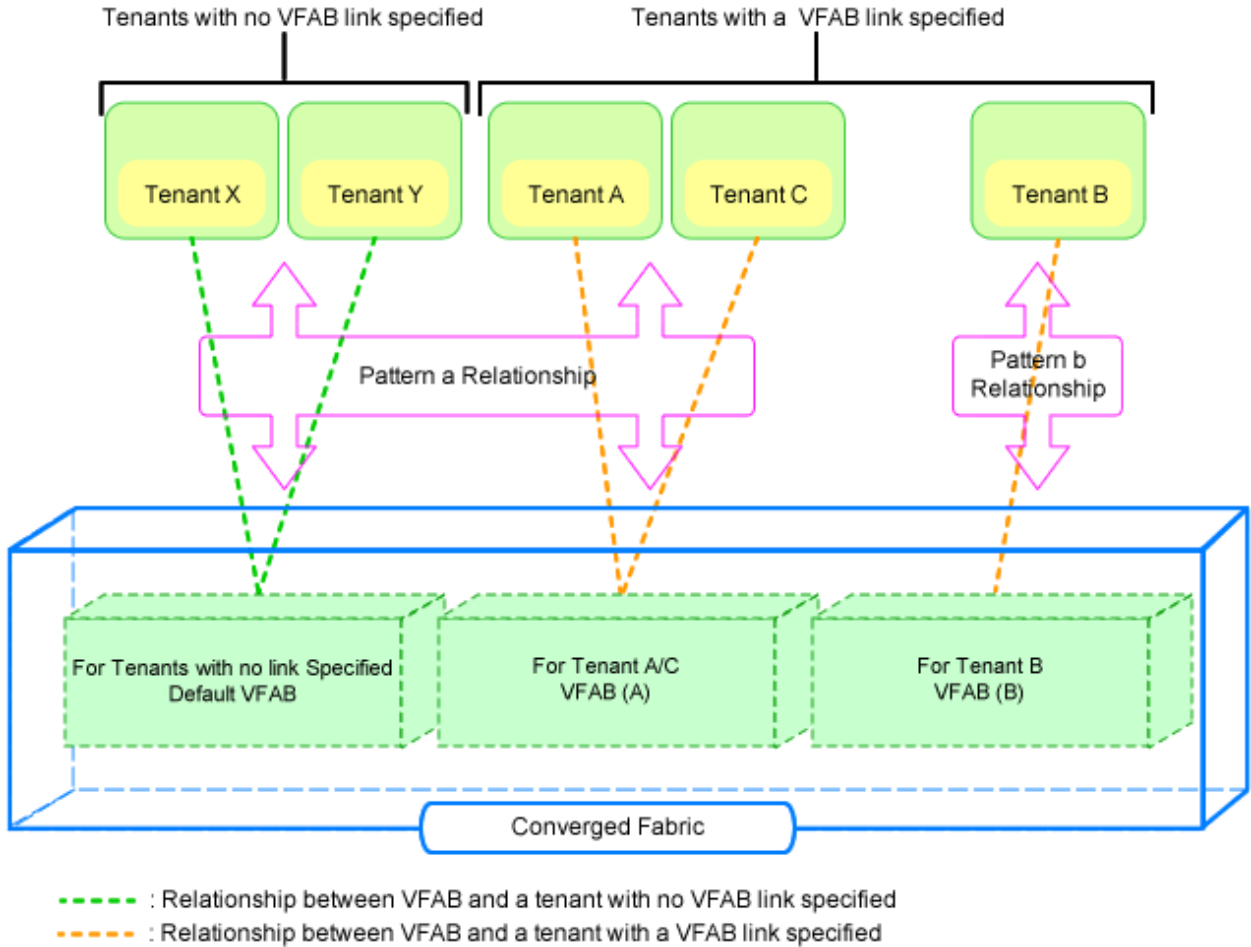 Tenants with no VFAB link specified
Tenants with a VFAB link specified
Tenant X
Tenant Y
Tenant A
Tenant C
Tenant B
Pattern a Relationship
Pattern b
Relationship
For Tenants with no link Specified
Default VFAB
For Tenant A/C
VFAB (A)
For Tenant B
VFAB (B)
Converged Fabric
: Relationship between VFAB and a tenant with no VFAB link specified
: Relationship between VFAB and a tenant with a VFAB link specified